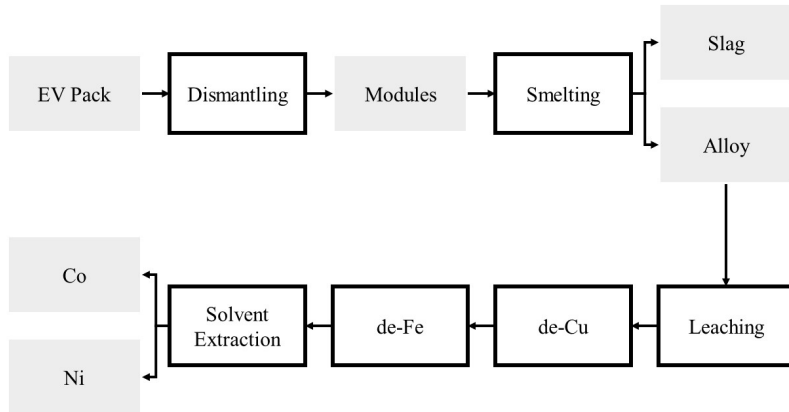 EV Pack
Dismantling
Modules
Smelting
Slag
Alloy
Leaching
de-Cu
de-Fe
Solvent
Extraction
Co
Ni